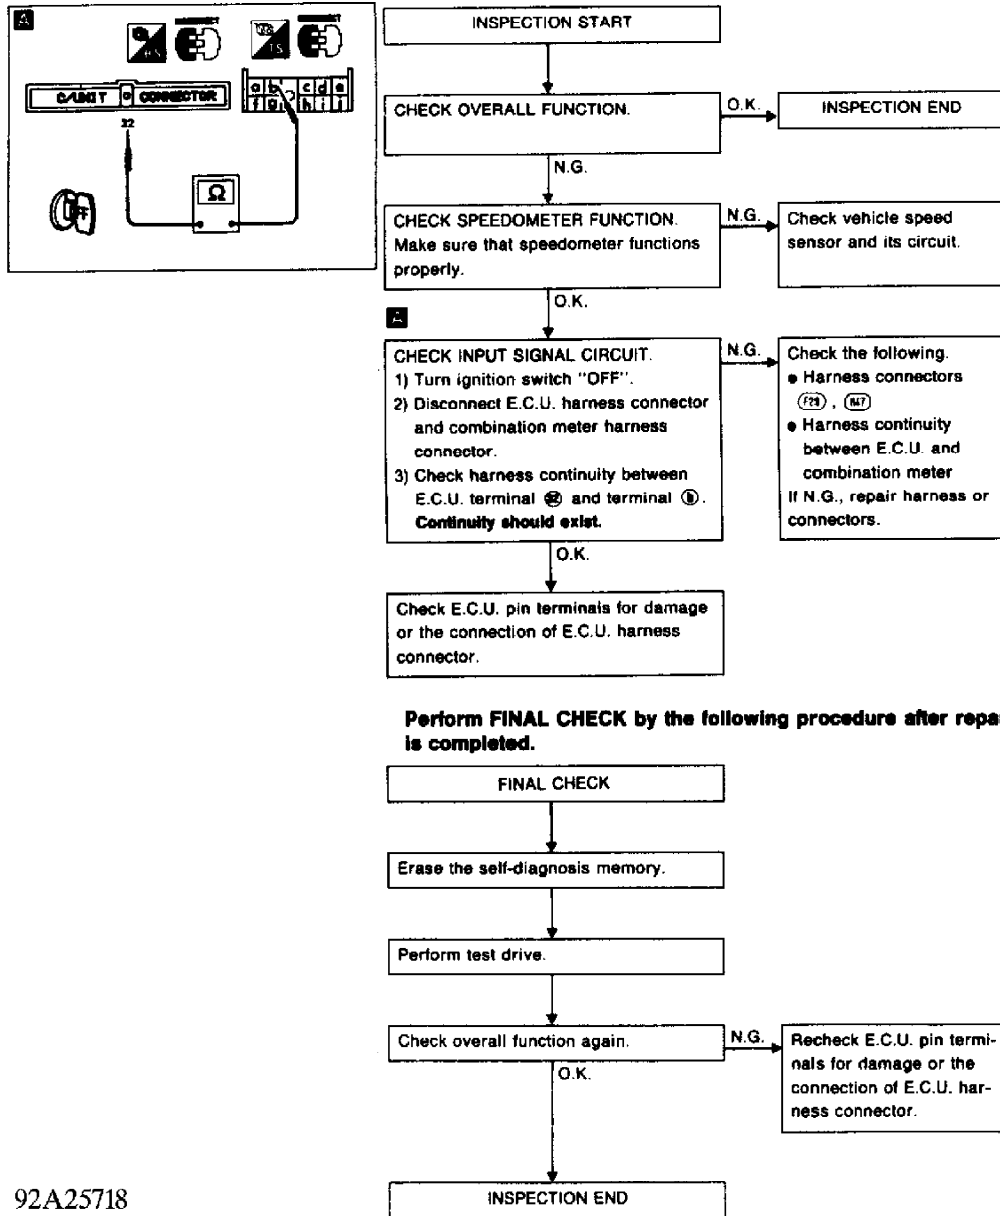 A
H.S.
T.S.
DISCONNECT
DISCONNECT
C/UNIT
CONNECTOR
a b c d e
f g h i j
32
Ω
INSPECTION START
CHECK OVERALL FUNCTION.
O.K.
INSPECTION END
N.G.
CHECK SPEEDOMETER FUNCTION.
Make sure that speedometer functions
properly.
N.G.
Check vehicle speed
sensor and its circuit.
O.K.
A
CHECK INPUT SIGNAL CIRCUIT.
1) Turn ignition switch "OFF".
2) Disconnect E.C.U. harness connector
and combination meter harness
connector.
3) Check harness continuity between
E.C.U. terminal 32 and terminal b.
Continuity should exist.
N.G.
Check the following.
● Harness connectors
F29, M47
● Harness continuity
between E.C.U. and
combination meter
If N.G., repair harness or
connectors.
O.K.
Check E.C.U. pin terminals for damage
or the connection of E.C.U. harness
connector.
Perform FINAL CHECK by the following procedure after repa
is completed.
FINAL CHECK
Erase the self-diagnosis memory.
Perform test drive.
Check overall function again.
N.G.
Recheck E.C.U. pin termi-
nals for damage or the
connection of E.C.U. har-
ness connector.
O.K.
INSPECTION END
92A25718